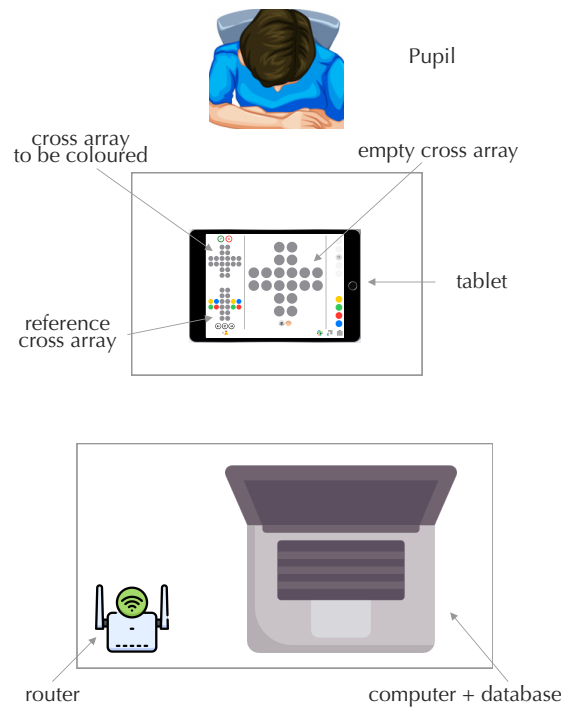 Pupil
cross array
to be coloured
empty cross array
tablet
reference
cross array
router
computer + database